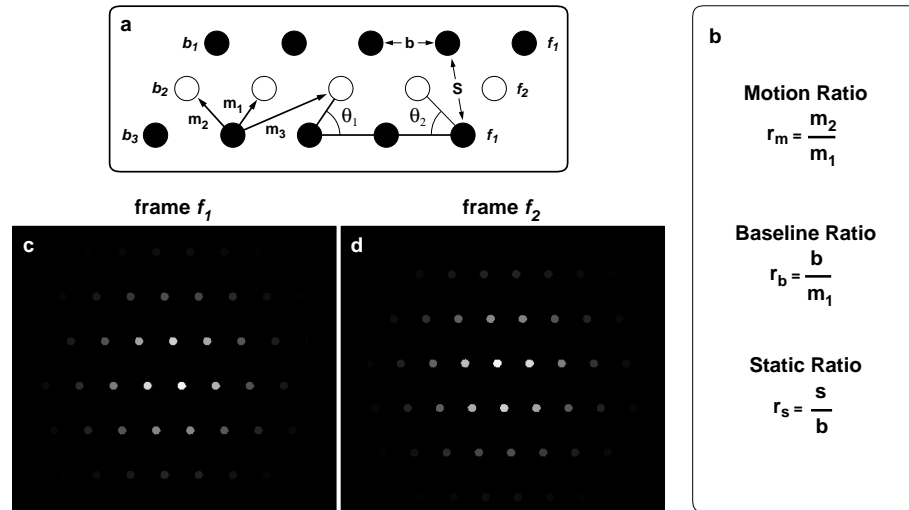 a
b1 b f1
b2 m1 S f2
m2 m3 θ1 θ2
b3 f1
frame f1 frame f2
c d
b
Motion Ratio
rm = m2 / m1
Baseline Ratio
rb = b / m1
Static Ratio
rs = s / b